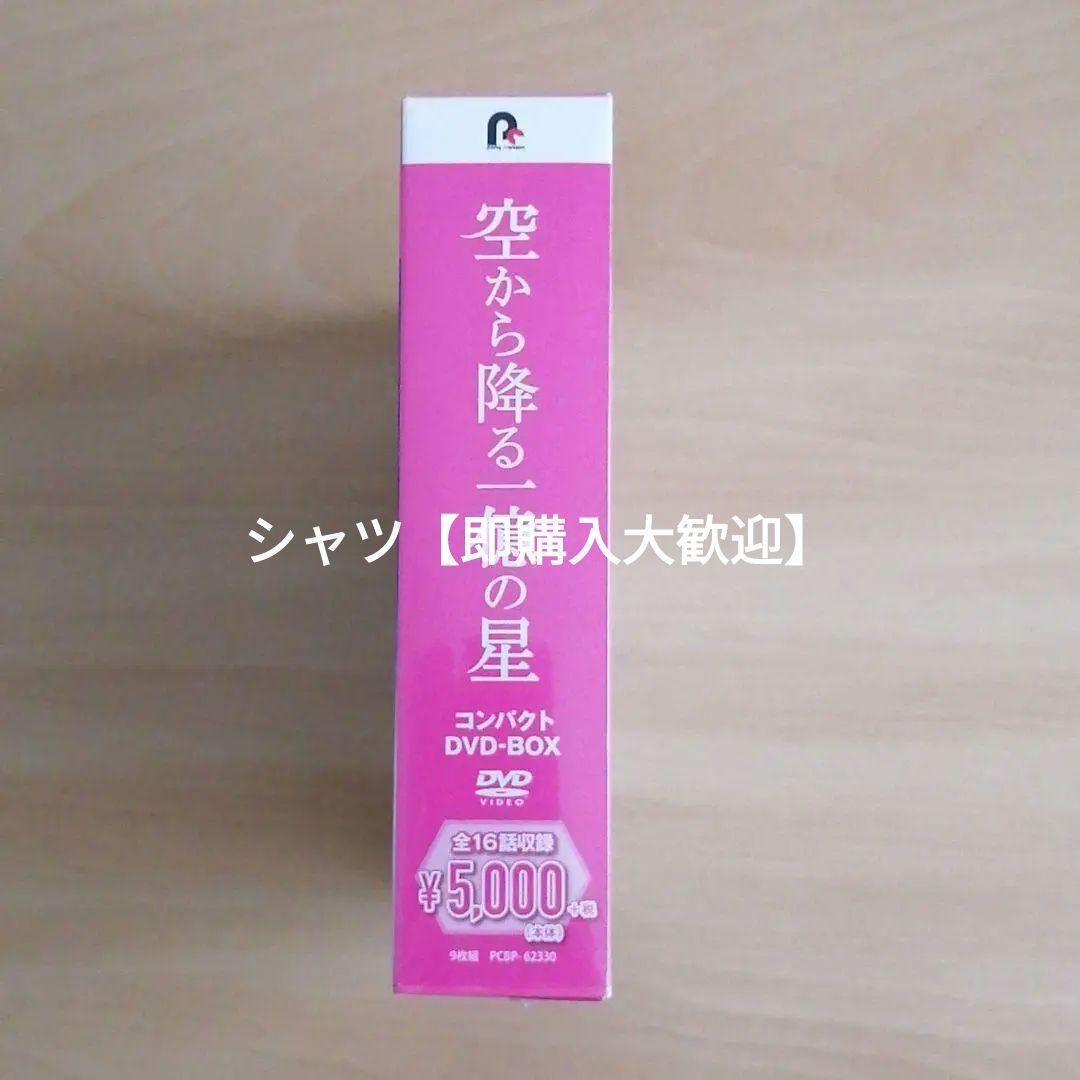 空から降る一億の星
シャツ【即購入大歓迎】
コンパクト
DVD-BOX
DVD
VIDEO
全16話収録
¥5,000+税
(本体)
9枚組 PCBP-62330